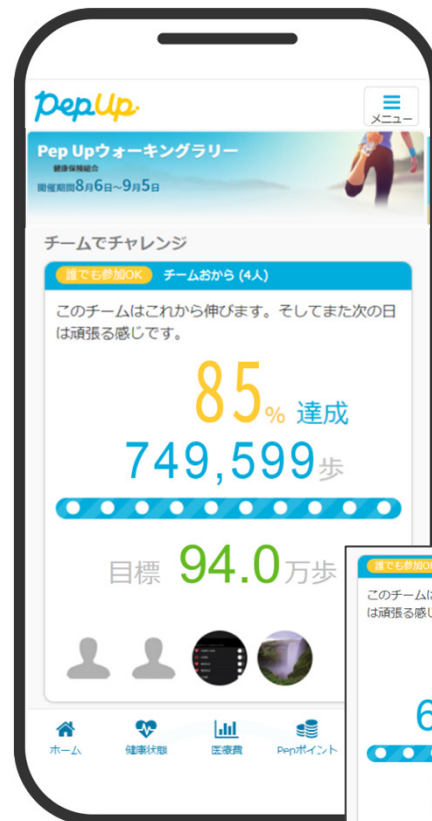 PepUp
メニュー
Pep Upウォーキングラリー
健康保険組合
開催期間8月6日～9月5日
チームでチャレンジ
誰でも参加OK チームおから (4人)
このチームはこれから伸びます。そしてまた次の日
は頑張る感じです。
85% 達成
749,599歩
目標 94.0万歩
ホーム 健康状態 医療費 Pepポイント
誰でも参加OK
このチームは
は頑張る感じ
6